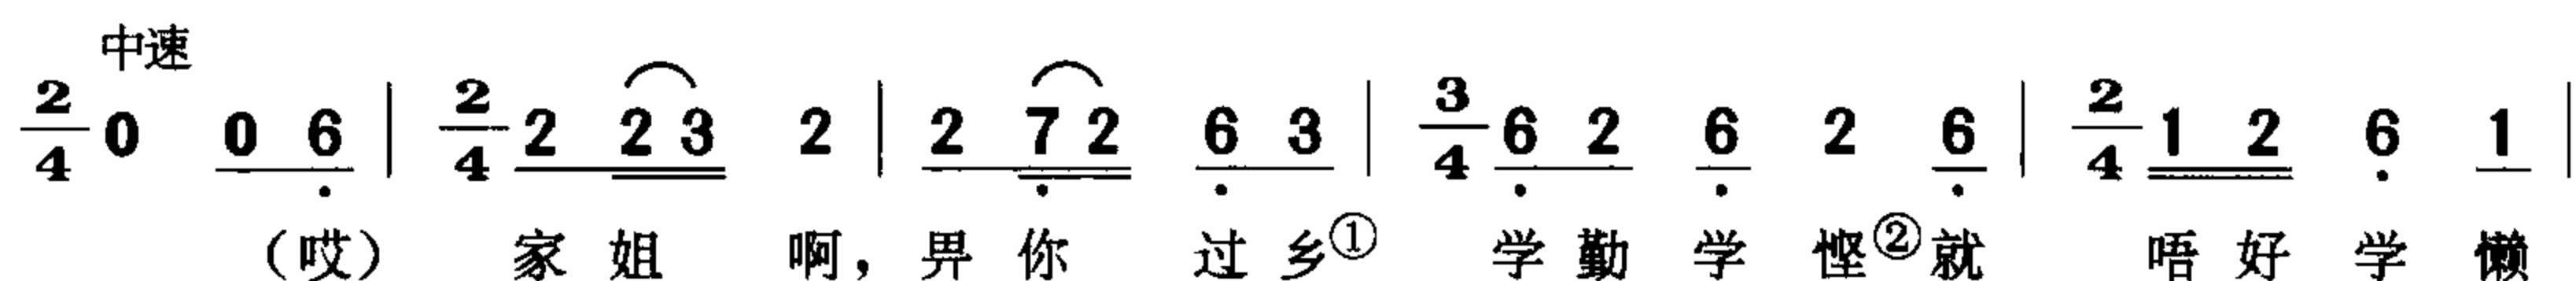 中速
2/4 0 0 6 | 2/4 2 2 3 2 | 2 7 2 6 3 | 3/4 6 2 6 2 6 | 2/4 1 2 6 1 |
（哎） 家 姐 啊，畀 你 过 乡① 学 勤 学 悭②就 唔 好 学 懒